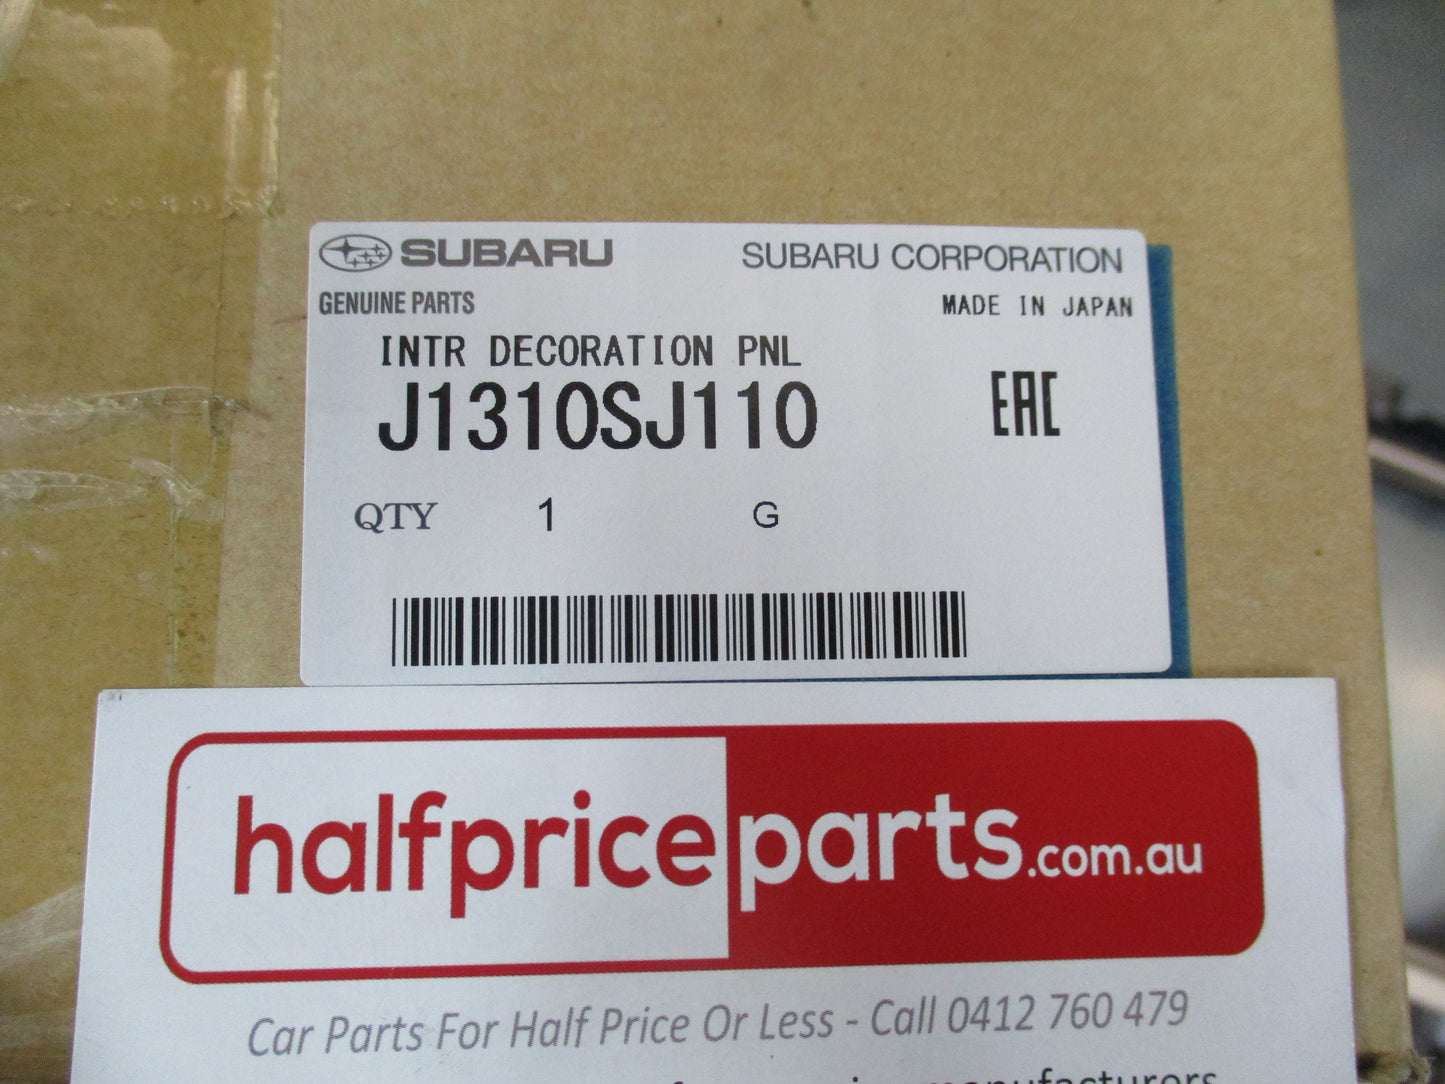 SUBARU SUBARU CORPORATION
GENUINE PARTS MADE IN JAPAN
INTR DECORATION PNL
J1310SJ110 EAC
QTY 1 G
halfpriceparts.com.au
Car Parts For Half Price Or Less - Call 0412 760 479